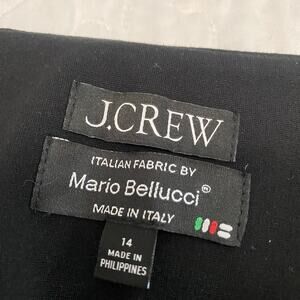 J.CREW
ITALIAN FABRIC BY
Mario Bellucci®
MADE IN ITALY
14
MADE IN
PHILIPPINES